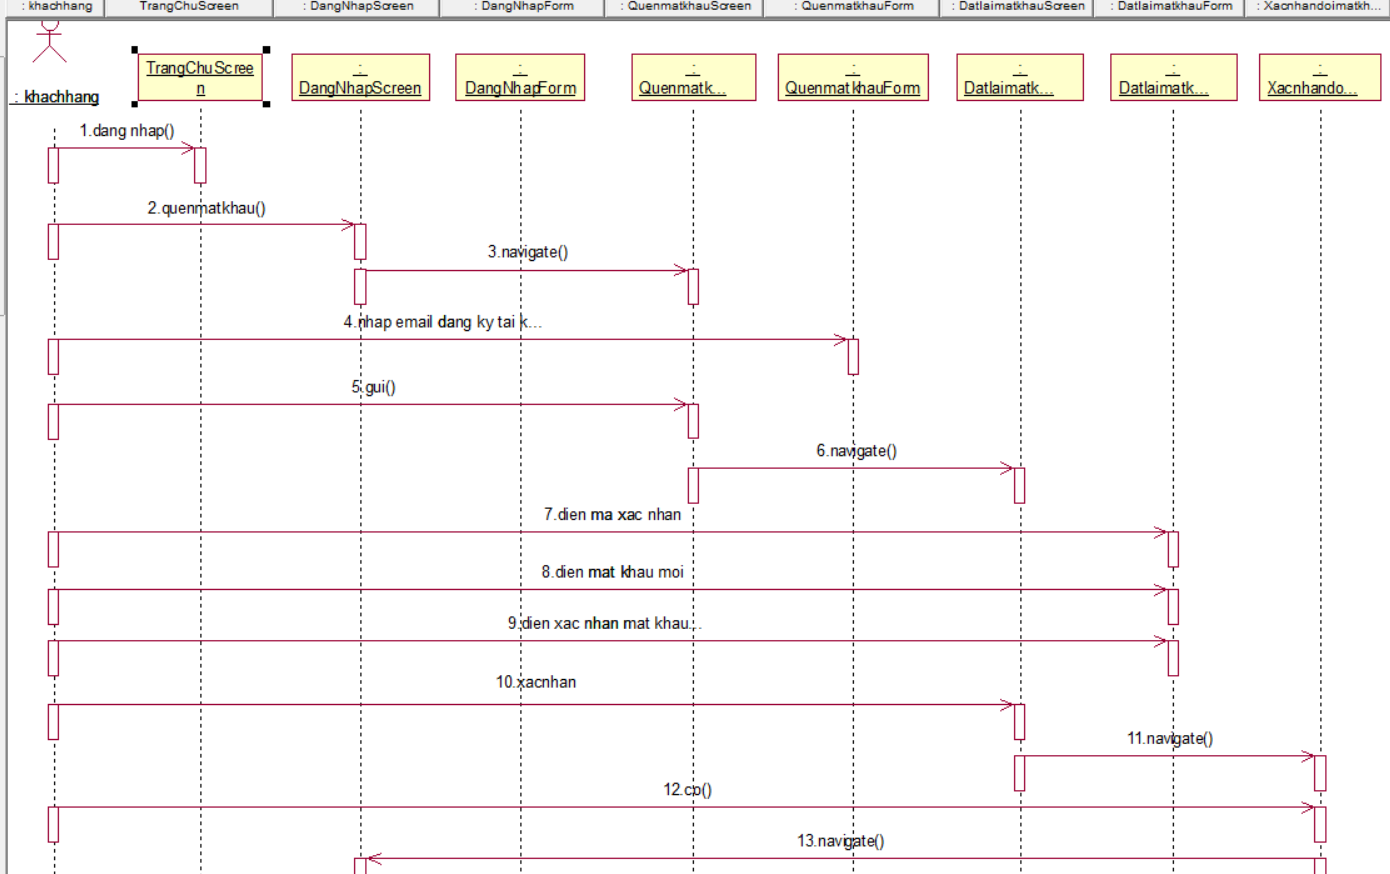 : khachhang
TrangChuScreen
: DangNhapScreen
: DangNhapForm
: QuenmatkhauScreen
: QuenmatkhauForm
: DatlaimatkhauScreen
: DatlaimatkhauForm
: Xacnhandoimatkh...
: khachhang
TrangChuScree
n
:
DangNhapScreen
:
DangNhapForm
:
Quenmatk...
:
QuenmatkhauForm
:
Datlaimatk...
:
Datlaimatk...
:
Xacnhando...
1.dang nhap()
2.quenmatkhau()
3.navigate()
4.nhap email dang ky tai k...
5.gui()
6.navigate()
7.dien ma xac nhan
8.dien mat khau moi
9.dien xac nhan mat khau...
10.xacnhan
11.navigate()
12.co()
13.navigate()